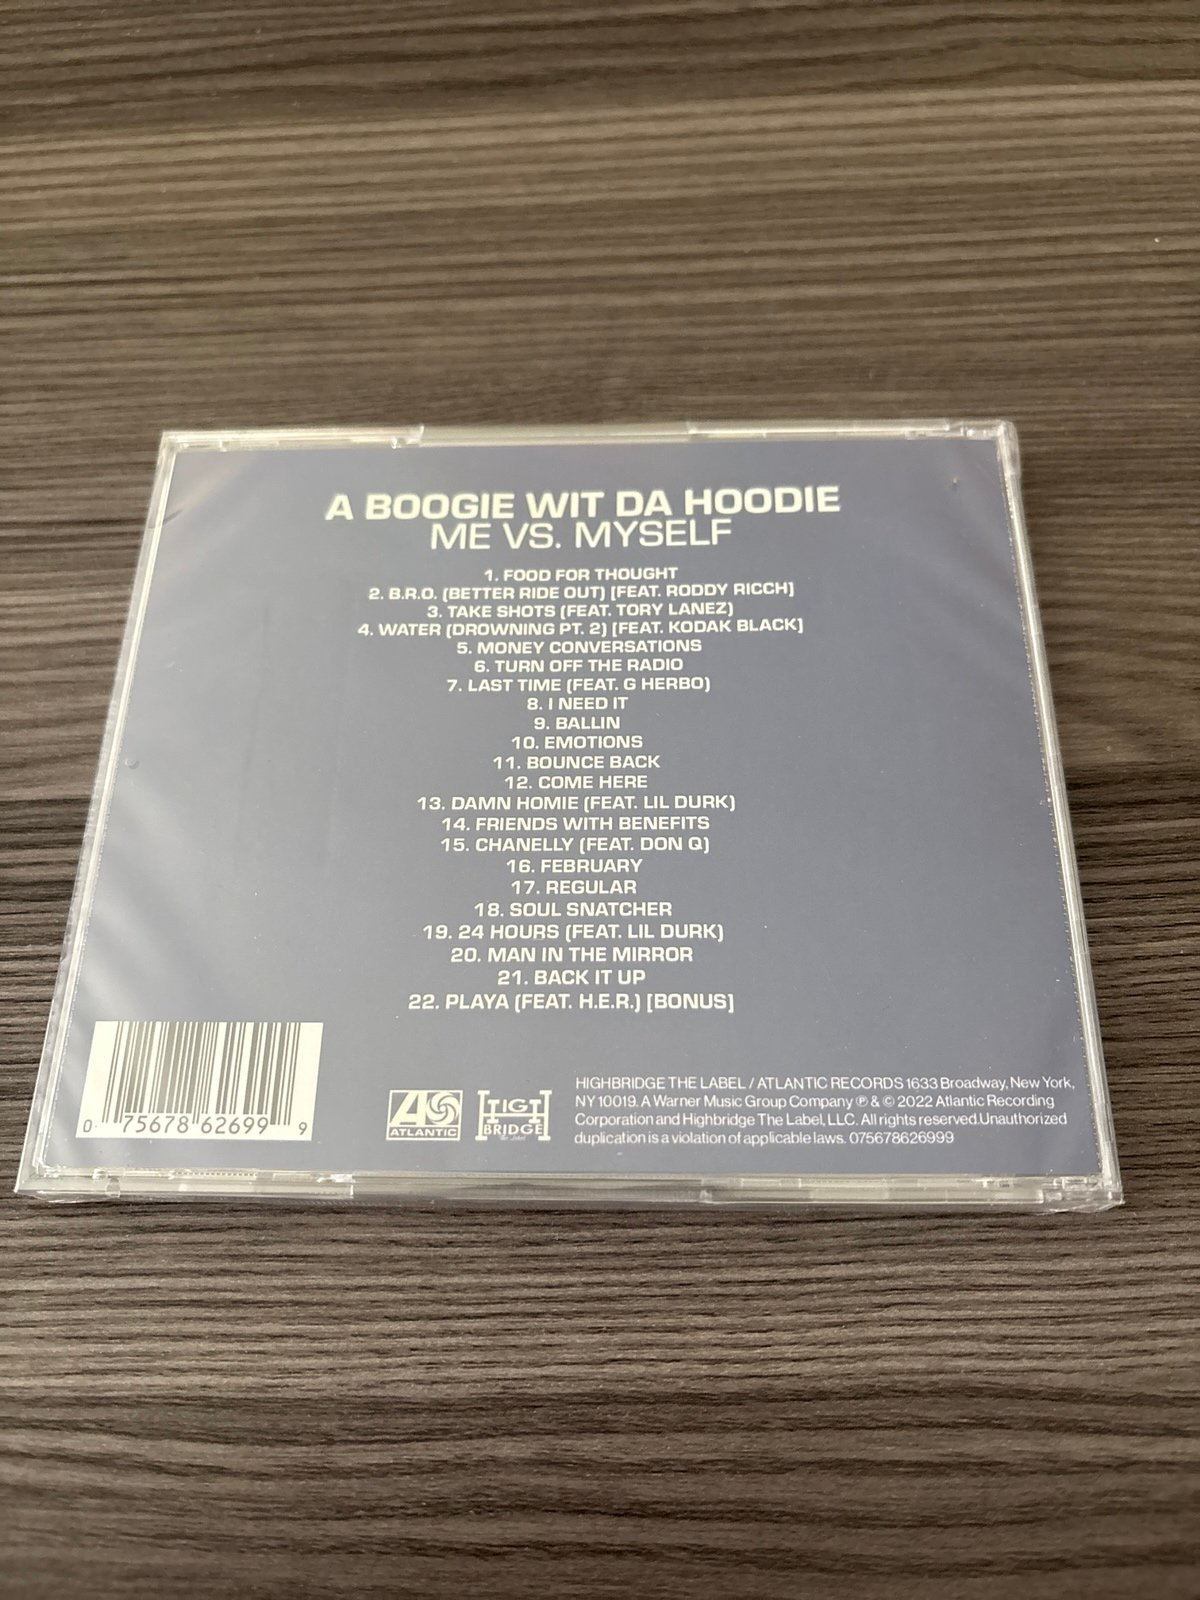 A BOOGIE WIT DA HOODIE
ME VS. MYSELF
1. FOOD FOR THOUGHT
2. B.R.O. (BETTER RIDE OUT) [FEAT. RODDY RICCH]
3. TAKE SHOTS (FEAT. TORY LANEZ)
4. WATER (DROWNING PT. 2) [FEAT. KODAK BLACK]
5. MONEY CONVERSATIONS
6. TURN OFF THE RADIO
7. LAST TIME (FEAT. G HERBO)
8. I NEED IT
9. BALLIN
10. EMOTIONS
11. BOUNCE BACK
12. COME HERE
13. DAMN HOMIE (FEAT. LIL DURK)
14. FRIENDS WITH BENEFITS
15. CHANELLY (FEAT. DON Q)
16. FEBRUARY
17. REGULAR
18. SOUL SNATCHER
19. 24 HOURS (FEAT. LIL DURK)
20. MAN IN THE MIRROR
21. BACK IT UP
22. PLAYA (FEAT. H.E.R.) [BONUS]
0 75678 62699 9
ATLANTIC
BRIDGE
HIGHBRIDGE THE LABEL / ATLANTIC RECORDS 1633 Broadway, New York,
NY 10019. A Warner Music Group Company ℗ & © 2022 Atlantic Recording
Corporation and Highbridge The Label, LLC. All rights reserved.Unauthorized
duplication is a violation of applicable laws. 075678626999